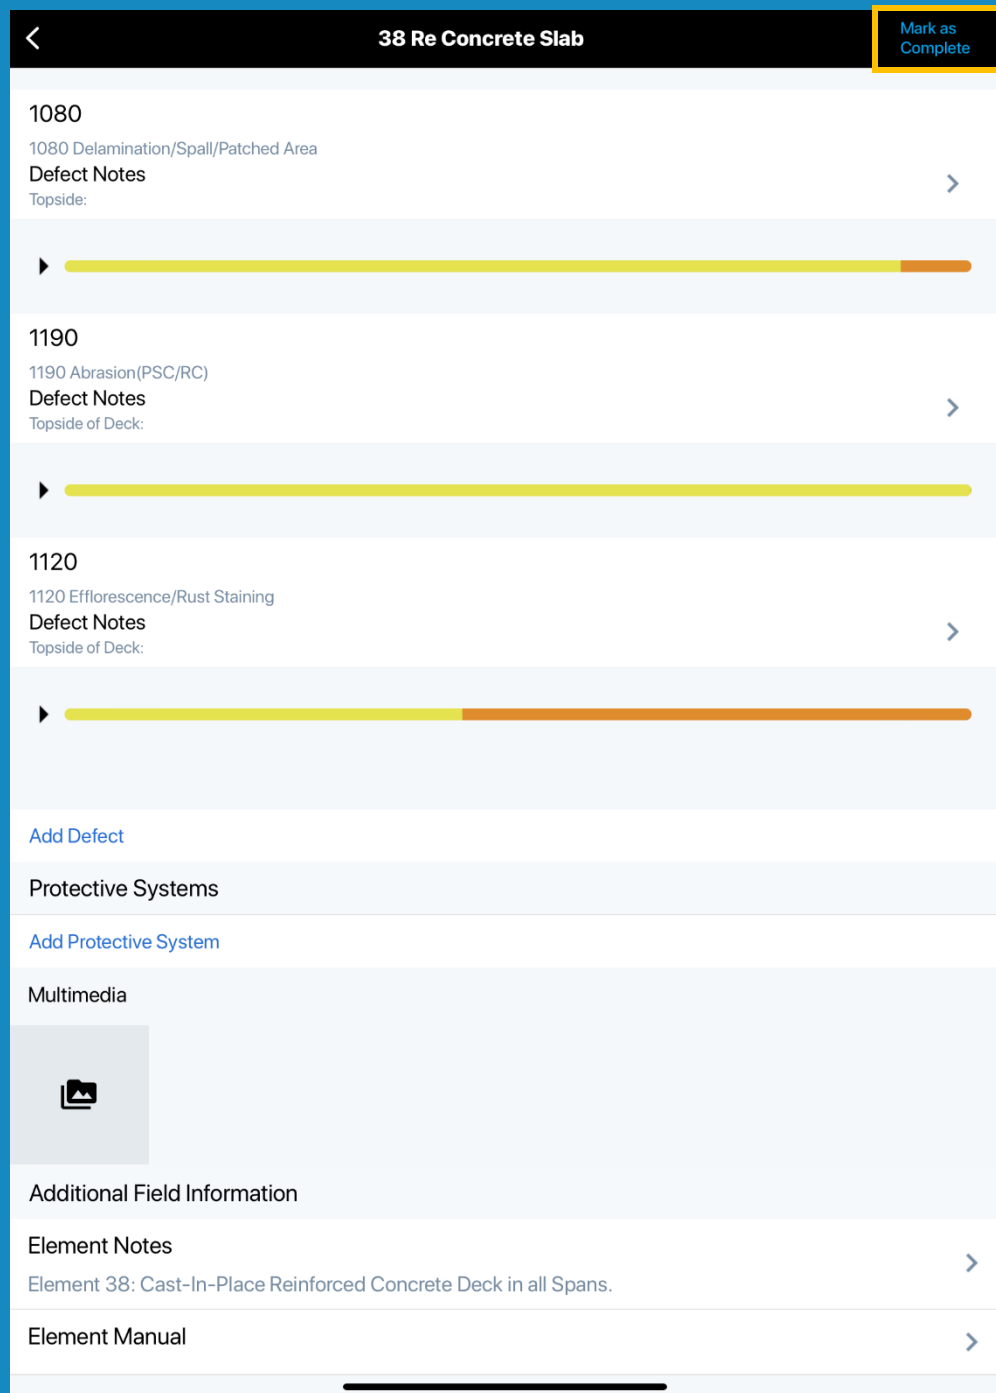 38 Re Concrete Slab
Mark as
Complete
1080
1080 Delamination/Spall/Patched Area
Defect Notes
Topside:
1190
1190 Abrasion(PSC/RC)
Defect Notes
Topside of Deck:
1120
1120 Efflorescence/Rust Staining
Defect Notes
Topside of Deck:
Add Defect
Protective Systems
Add Protective System
Multimedia
Additional Field Information
Element Notes
Element 38: Cast-In-Place Reinforced Concrete Deck in all Spans.
Element Manual